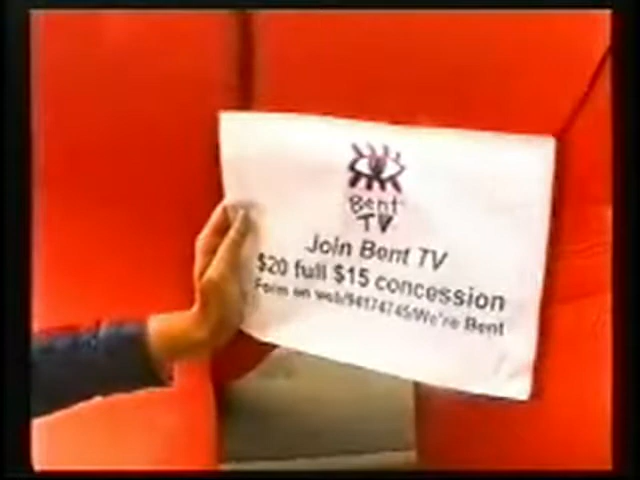 Bent
TV
Join Bent TV
$20 full $15 concession
Form on web/94174745/We're Bent